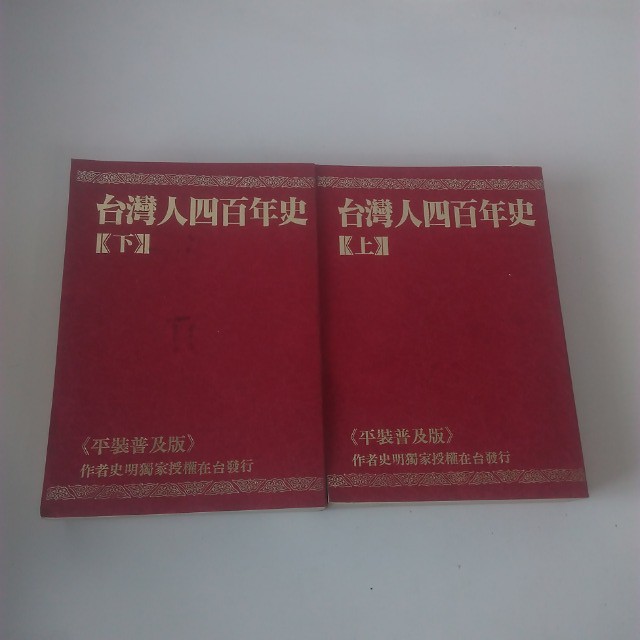 台灣人四百年史
【下】
《平裝普及版》
作者史明獨家授權在台發行
台灣人四百年史
【上】
《平裝普及版》
作者史明獨家授權在台發行